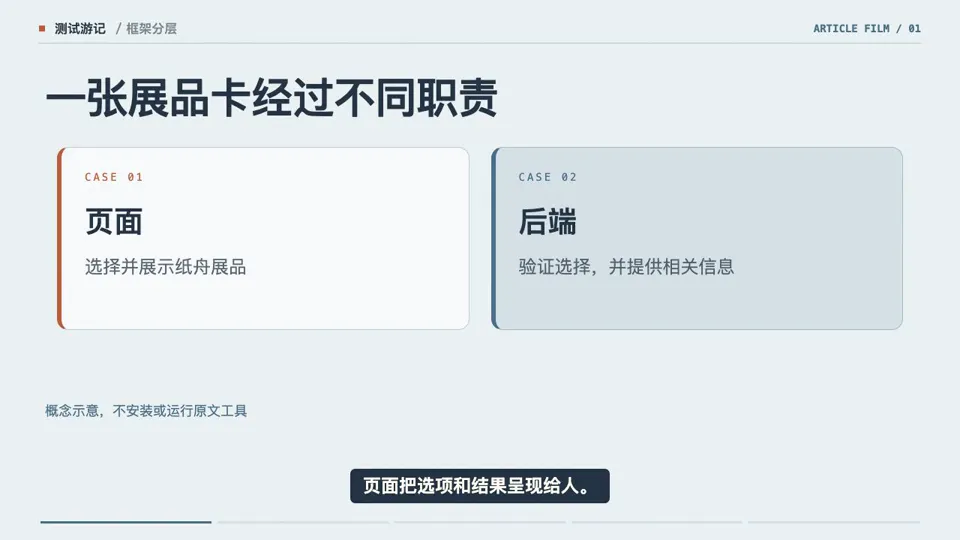 测试游记 / 框架分层
ARTICLE FILM / 01
一张展品卡经过不同职责
CASE 01
页面
选择并展示纸舟展品
CASE 02
后端
验证选择，并提供相关信息
概念示意，不安装或运行原文工具
页面把选项和结果呈现给人。